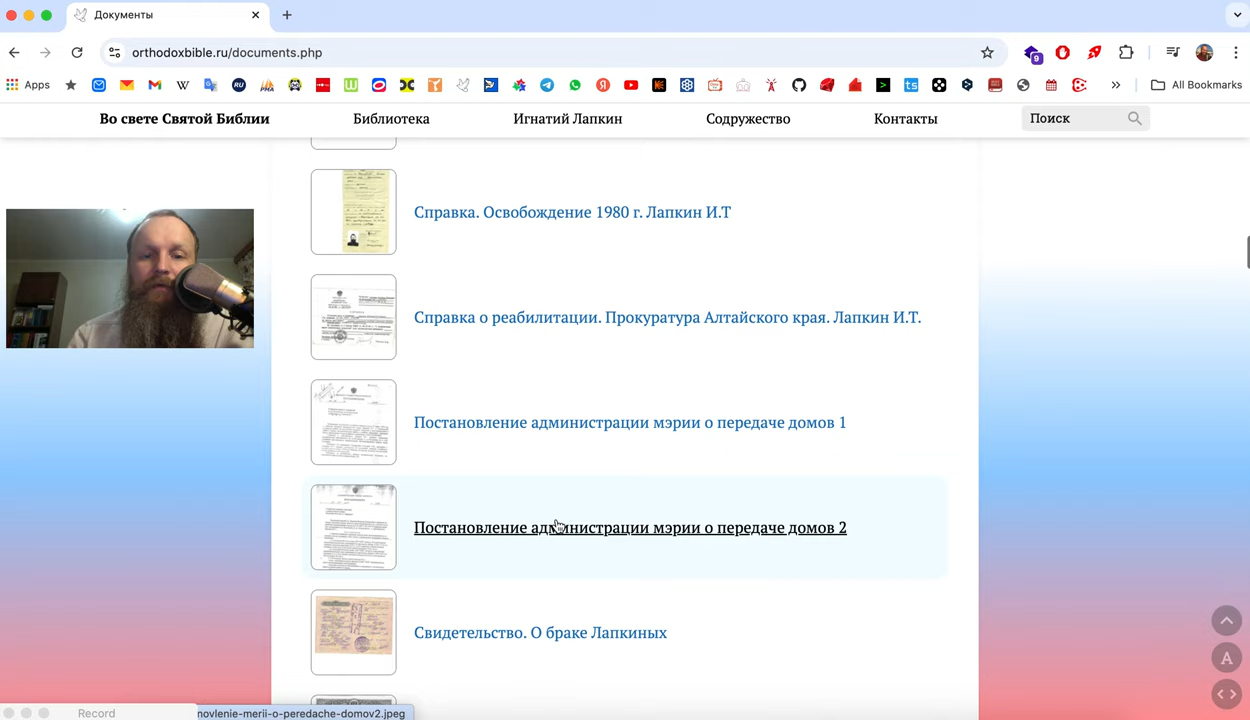 Документы
orthodoxbible.ru/documents.php
Apps
All Bookmarks
Во свете Святой Библии
Библиотека
Игнатий Лапкин
Содружество
Контакты
Поиск
Справка. Освобождение 1980 г. Лапкин И.Т
Справка о реабилитации. Прокуратура Алтайского края. Лапкин И.Т.
Постановление администрации мэрии о передаче домов 1
Постановление администрации мэрии о передаче домов 2
Свидетельство. О браке Лапкиных
A
Record
novlenie-merii-o-peredache-domov2.jpeg